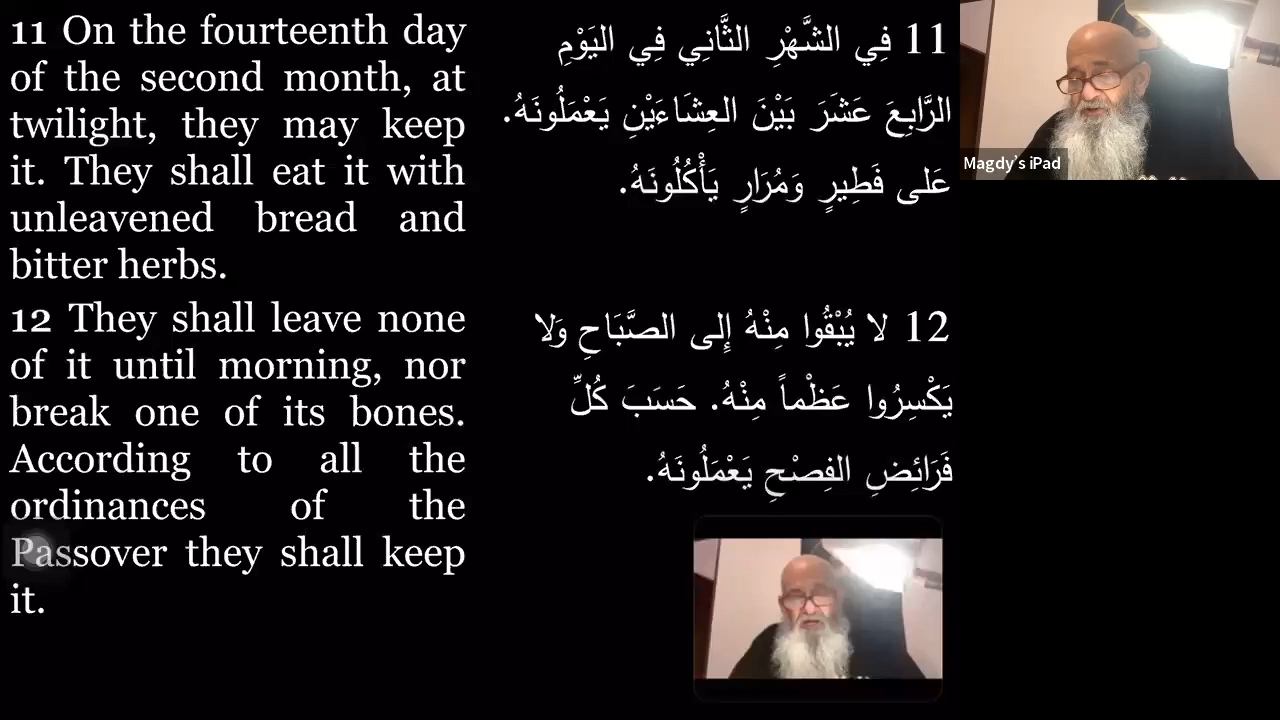 11 On the fourteenth day
of the second month, at
twilight, they may keep
it. They shall eat it with
unleavened bread and
bitter herbs.
12 They shall leave none
of it until morning, nor
break one of its bones.
According to all the
ordinances of the
Passover they shall keep
it.
11 فِي الشَّهْرِ الثَّانِي فِي اليَوْمِ
الرَّابِعَ عَشَرَ بَيْنَ العِشَاءَيْنِ يَعْمَلُونَهُ.
عَلى فَطِيرٍ وَمُرَارٍ يَأْكُلُونَهُ.
12 لا يُبْقُوا مِنْهُ إِلى الصَّبَاحِ وَلا
يَكْسِرُوا عَظْماً مِنْهُ. حَسَبَ كُلِّ
فَرَائِضِ الفِصْحِ يَعْمَلُونَهُ.
Magdy's iPad